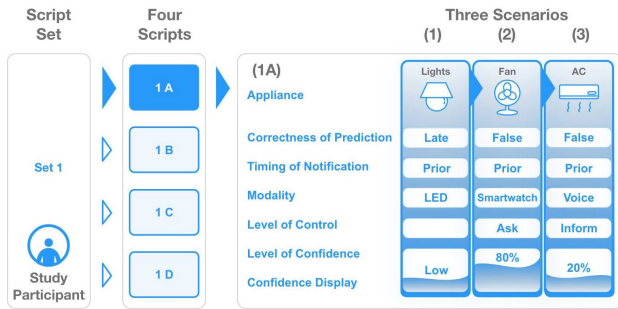 Script Set
Four Scripts
Three Scenarios
(1) (2) (3)
Set 1
Study Participant
1 A
1 B
1 C
1 D
(1A)
Appliance
Lights Fan AC
Correctness of Prediction Late False False
Timing of Notification Prior Prior Prior
Modality LED Smartwatch Voice
Level of Control Ask Inform
Level of Confidence
Confidence Display
Low 80% 20%